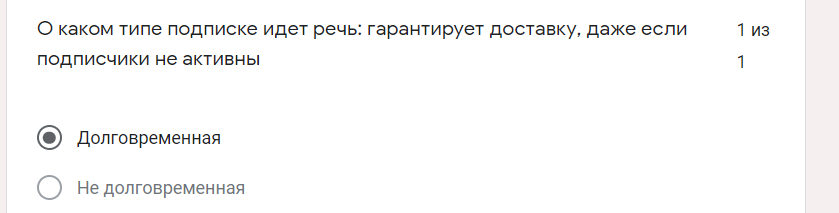 О каком типе подписке идет речь: гарантирует доставку, даже если
подписчики не активны
1 из
1
Долговременная
Не долговременная